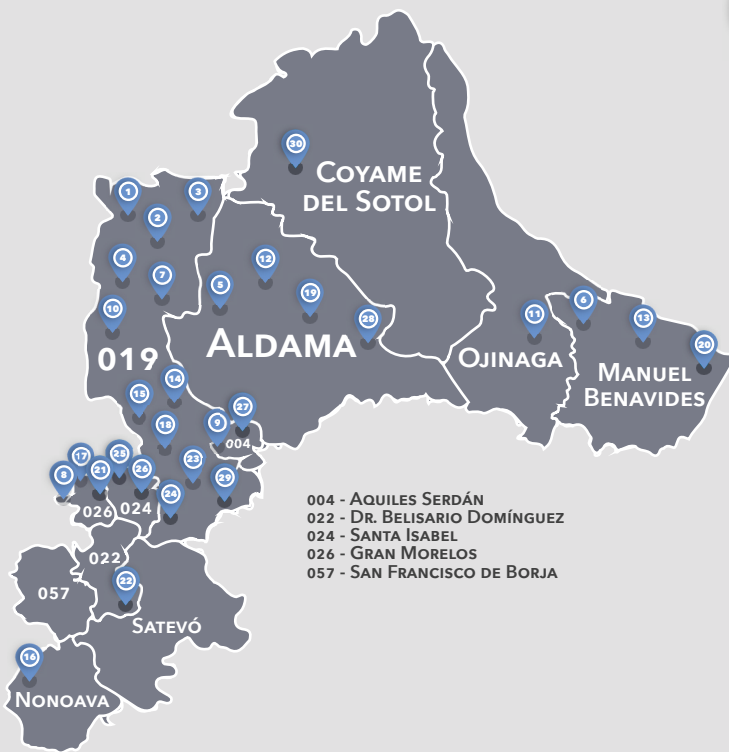 30
COYAME
DEL SOTOL
1
3
2
4
12
7
5
19
10
28
11
6
13
20
ALDAMA
019
OJINAGA
MANUEL
BENAVIDES
14
15
27
9
18
004
17
25
8
21
26
23
29
24
026
024
004 - AQUILES SERDÁN
022 - DR. BELISARIO DOMÍNGUEZ
024 - SANTA ISABEL
026 - GRAN MORELOS
057 - SAN FRANCISCO DE BORJA
022
22
057
SATEVÓ
16
NONOAVA